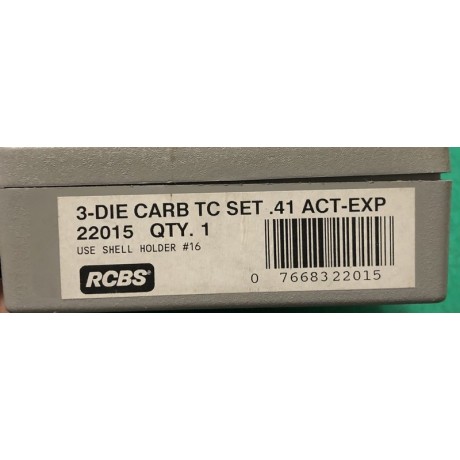 3-DIE CARB TC SET .41 ACT-EXP
22015 QTY. 1
USE SHELL HOLDER #16
RCBS®
0 7668322015